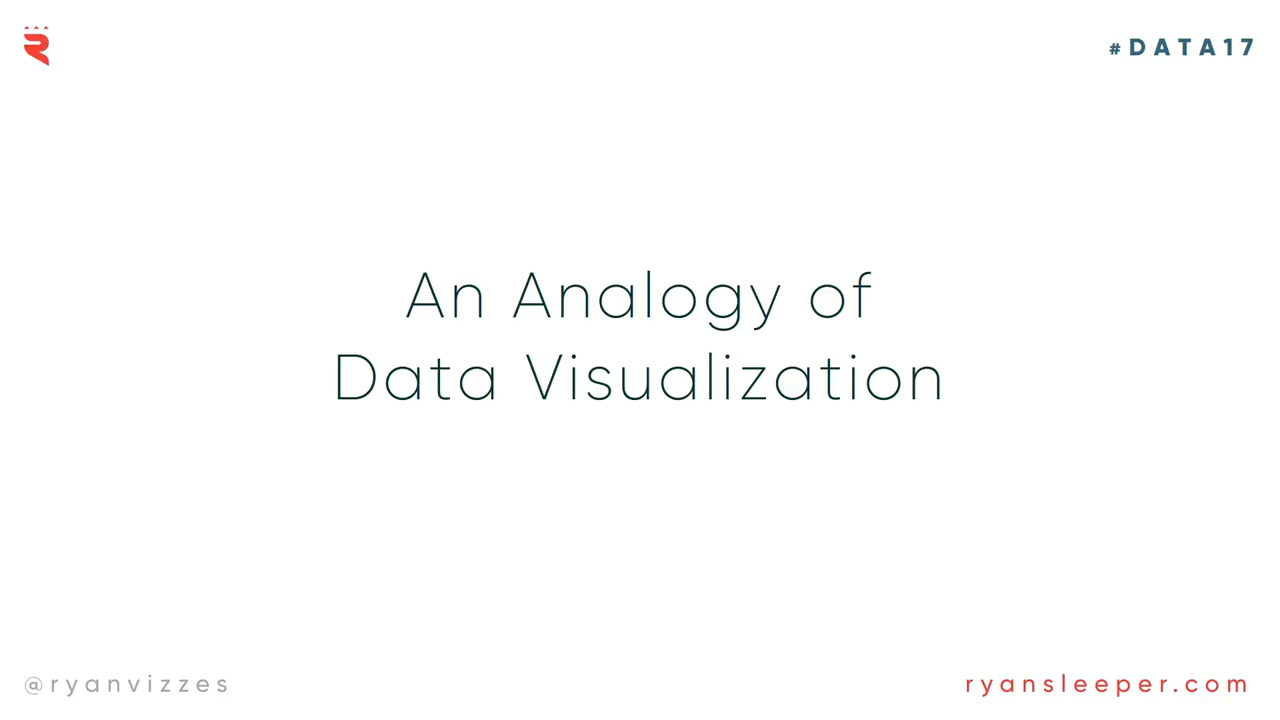 #DATA17
An Analogy of
Data Visualization
@ryanvizzes
ryansleeper.com